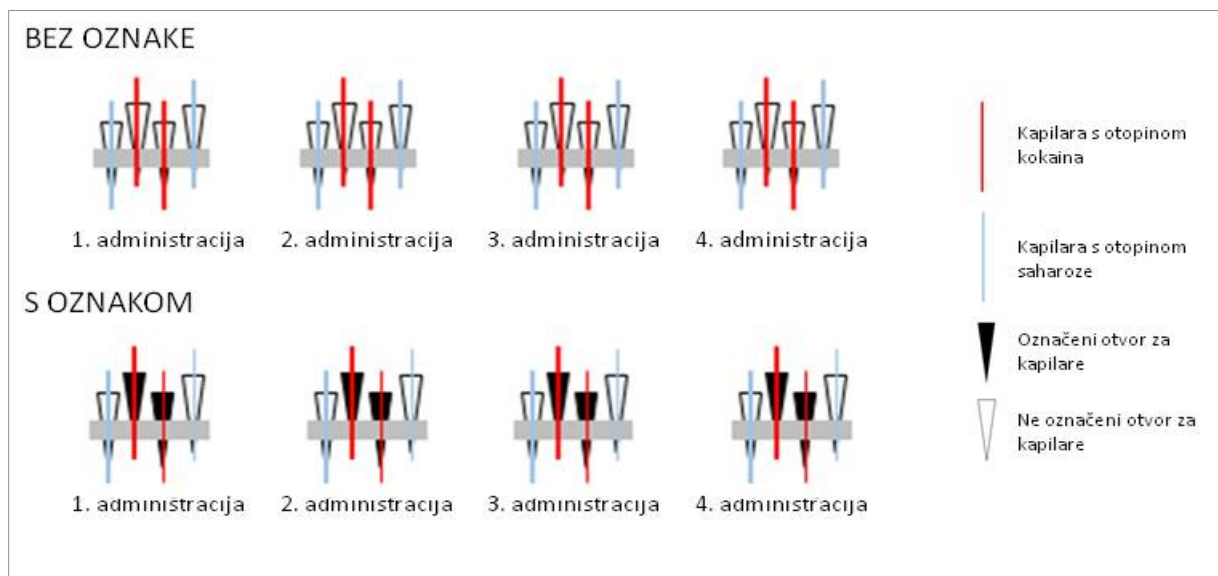 BEZ OZNAKE
1. administracija
2. administracija
3. administracija
4. administracija
S OZNAKOM
1. administracija
2. administracija
3. administracija
4. administracija
Kapilara s otopinom
kokaina
Kapilara s otopinom
saharoze
Označeni otvor za
kapilare
Ne označeni otvor za
kapilare